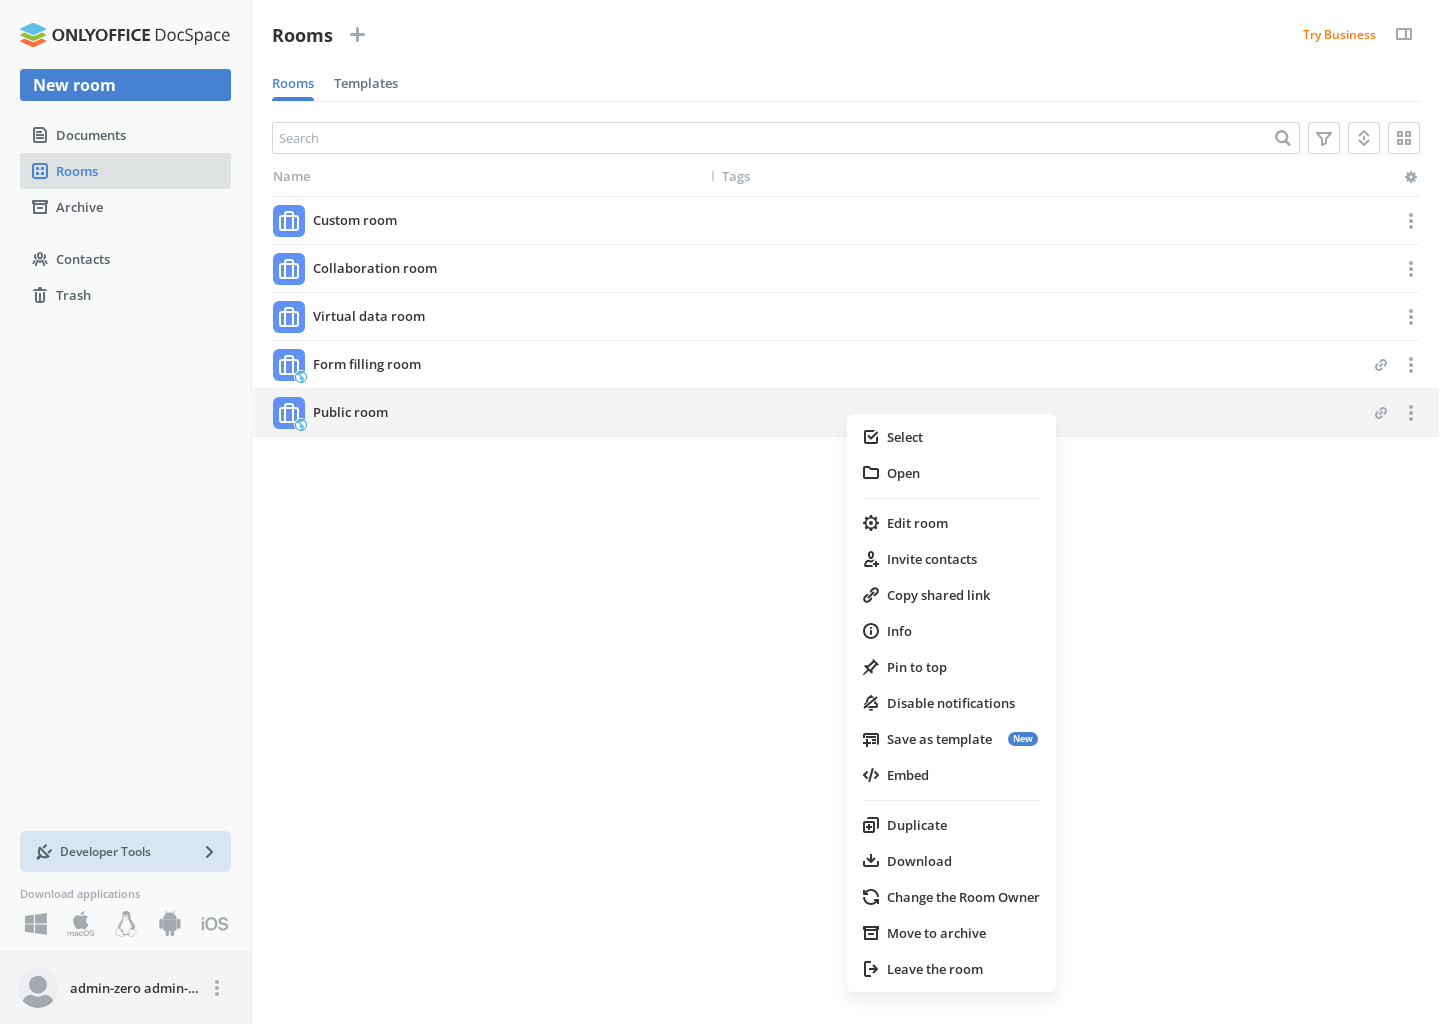 ONLYOFFICE DocSpace
New room
Documents
Rooms
Archive
Contacts
Trash
Developer Tools
Download applications
macOS
iOS
admin-zero admin-...
Rooms
Try Business
Rooms
Templates
Search
Name
Tags
Custom room
Collaboration room
Virtual data room
Form filling room
Public room
Select
Open
Edit room
Invite contacts
Copy shared link
Info
Pin to top
Disable notifications
Save as template New
Embed
Duplicate
Download
Change the Room Owner
Move to archive
Leave the room